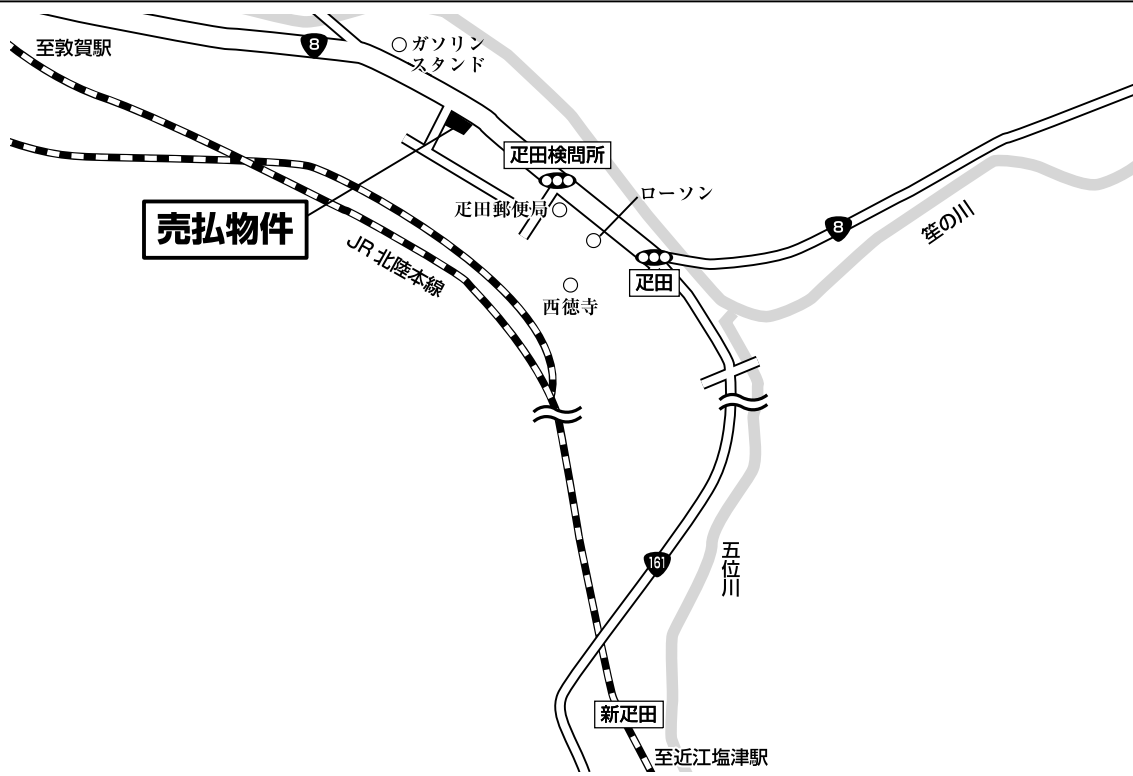 至敦賀駅
8
ガソリン
スタンド
疋田検問所
ローソン
疋田郵便局
売払物件
8
笙の川
JR北陸本線
疋田
西徳寺
161
五位川
新疋田
至近江塩津駅